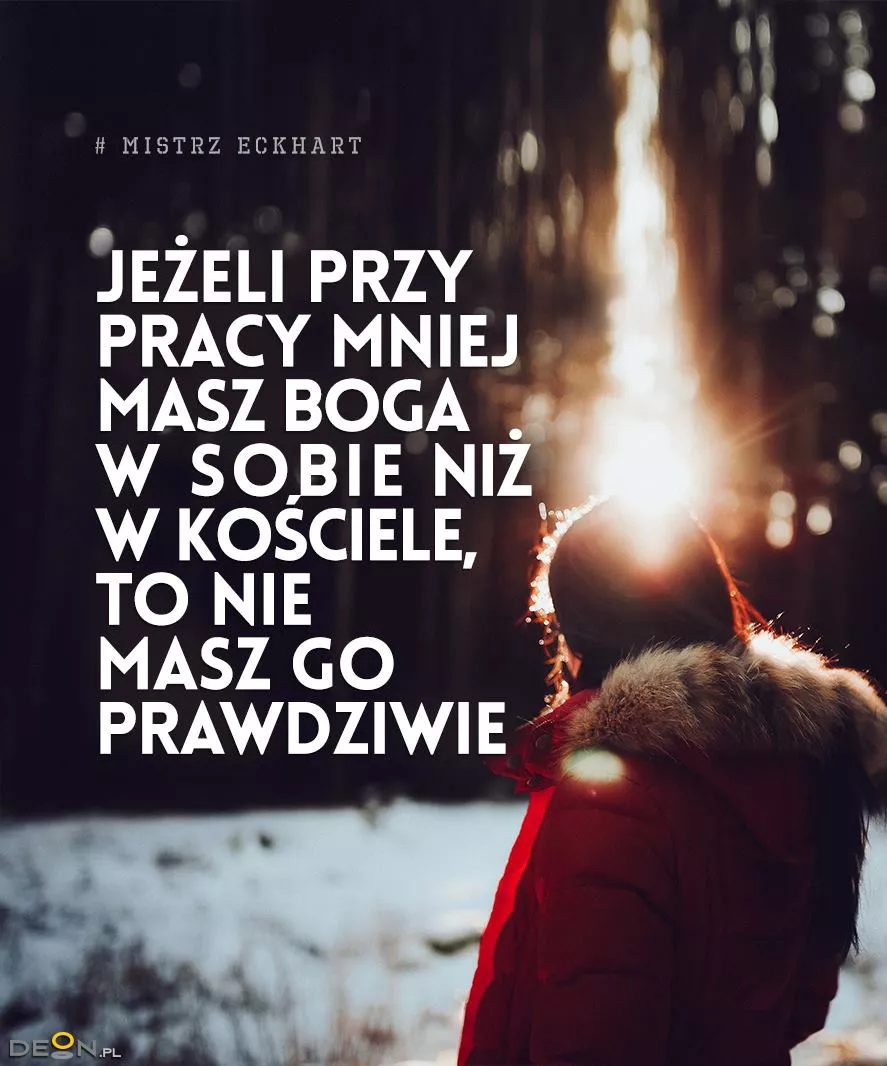 # MISTRZ ECKHART
JEŻELI PRZY
PRACY MNIEJ
MASZ BOGA
W SOBIE NIŻ
W KOŚCIELE,
TO NIE
MASZ GO
PRAWDZIWIE
DEON.PL